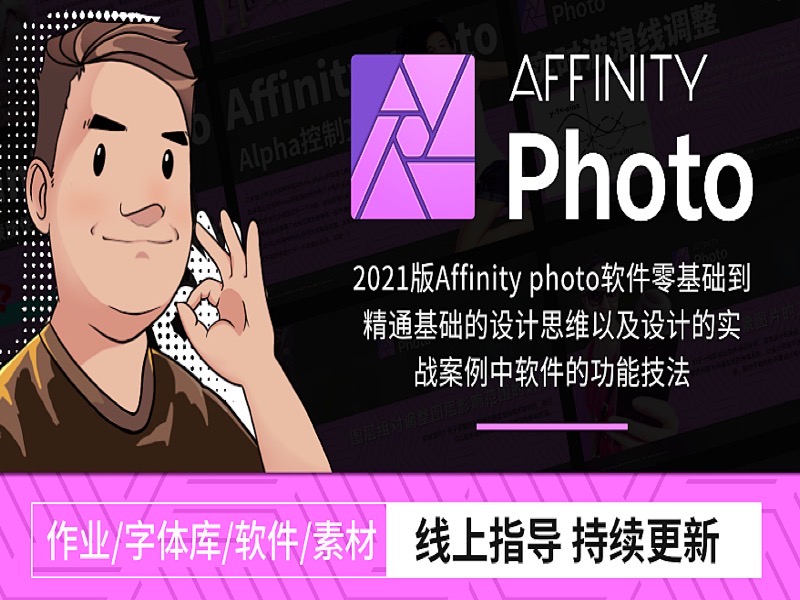 AFFINITY
Photo
2021版Affinity photo软件零基础到
精通基础的设计思维以及设计的实
战案例中软件的功能技法
作业/字体库/软件/素材
线上指导 持续更新